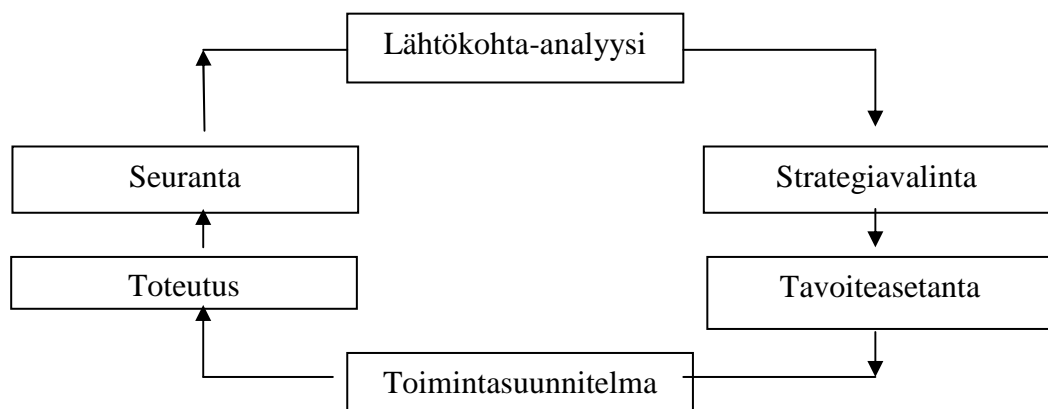 Lähtökohta-analyysi
Seuranta
Strategiavalinta
Toteutus
Tavoiteasetanta
Toimintasuunnitelma